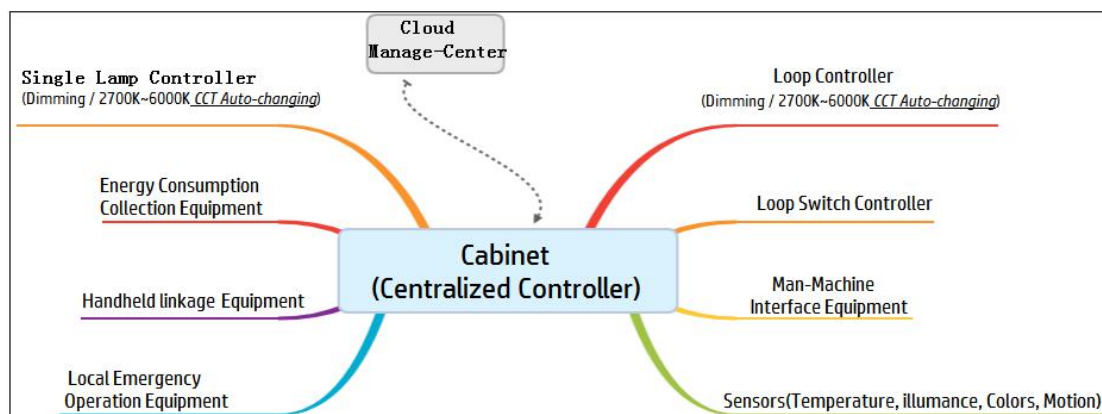 Cloud
Manage-Center
Single Lamp Controller
(Dimming / 2700K~6000K CCT Auto-changing)
Loop Controller
(Dimming / 2700K~6000K CCT Auto-changing)
Energy Consumption
Collection Equipment
Loop Switch Controller
Cabinet
(Centralized Controller)
Handheld linkage Equipment
Man-Machine
Interface Equipment
Local Emergency
Operation Equipment
Sensors(Temperature, illumance, Colors, Motion)